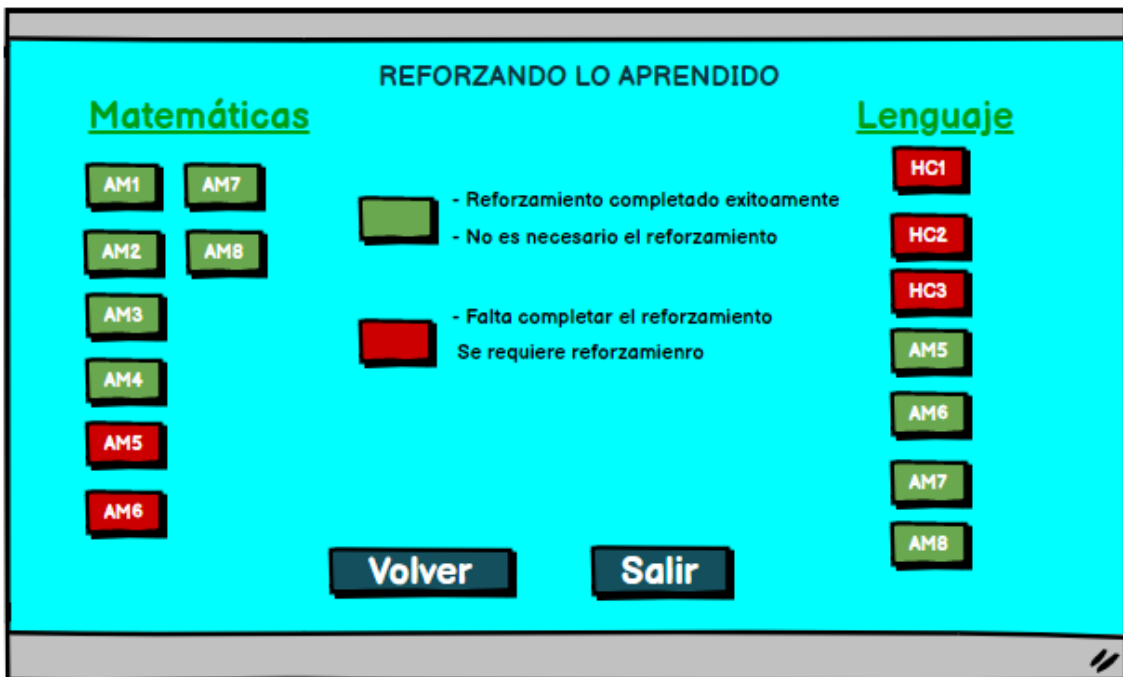 REFORZANDO LO APRENDIDO
Matemáticas
AM1
AM7
AM2
AM8
AM3
AM4
AM5
AM6
- Reforzamiento completado exitoamente
- No es necesario el reforzamiento
- Falta completar el reforzamiento
Se requiere reforzamienro
Lenguaje
HC1
HC2
HC3
AM5
AM6
AM7
AM8
Volver
Salir